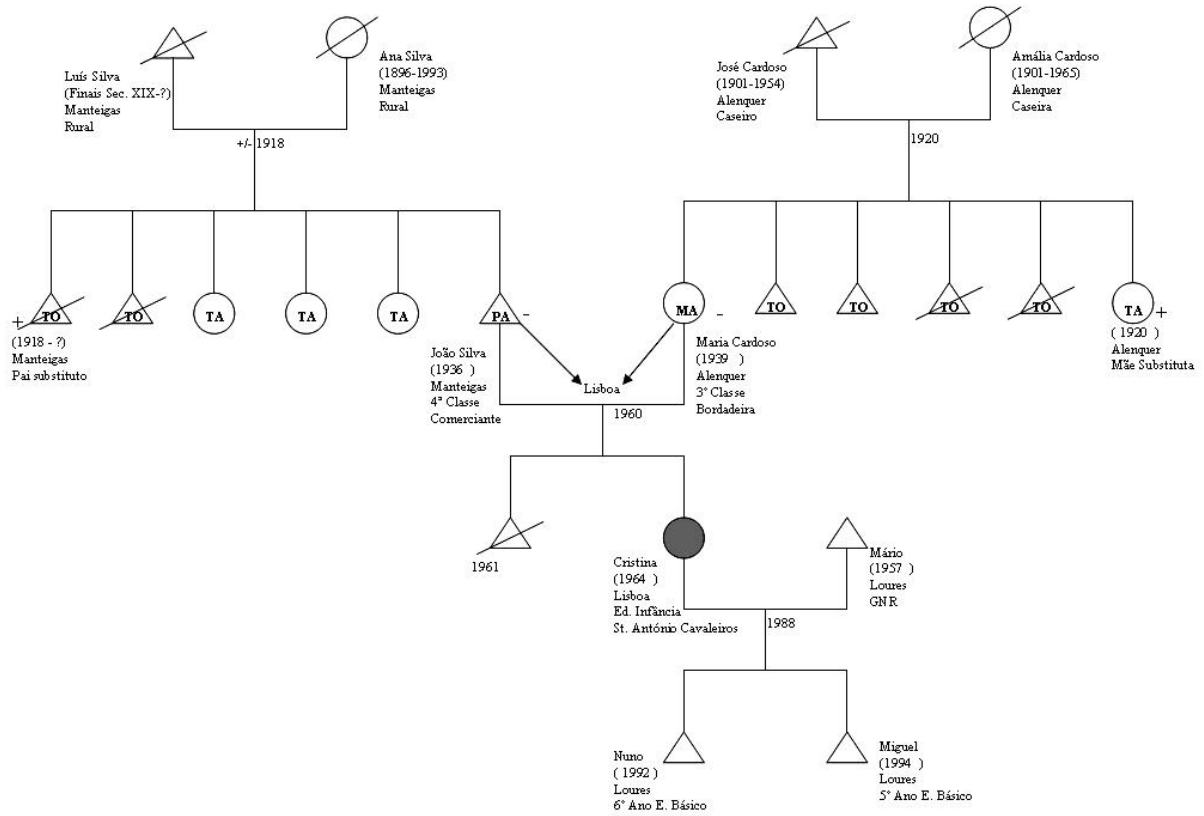 Luís Silva
(Finais Sec. XIX-?)
Manteigas
Rural
Ana Silva
(1896-1993)
Manteigas
Rural
+/- 1918
José Cardoso
(1901-1954)
Alenquer
Caseiro
Amália Cardoso
(1901-1965)
Alenquer
Caseira
1920
+ TO
(1918 - ?)
Manteigas
Pai substituto
TO
TA
TA
TA
PA -
João Silva
(1936 )
Manteigas
4ª Classe
Comerciante
Lisboa
1960
MA -
Maria Cardoso
(1939 )
Alenquer
3ª Classe
Bordadeira
TO
TO
TO
TO
TA +
( 1920 )
Alenquer
Mãe Substituta
1961
Cristina
(1964 )
Lisboa
Ed. Infância
St. António Cavaleiros
Mário
(1957 )
Loures
GNR
1988
Nuno
( 1992 )
Loures
6º Ano E. Básico
Miguel
(1994 )
Loures
5º Ano E. Básico